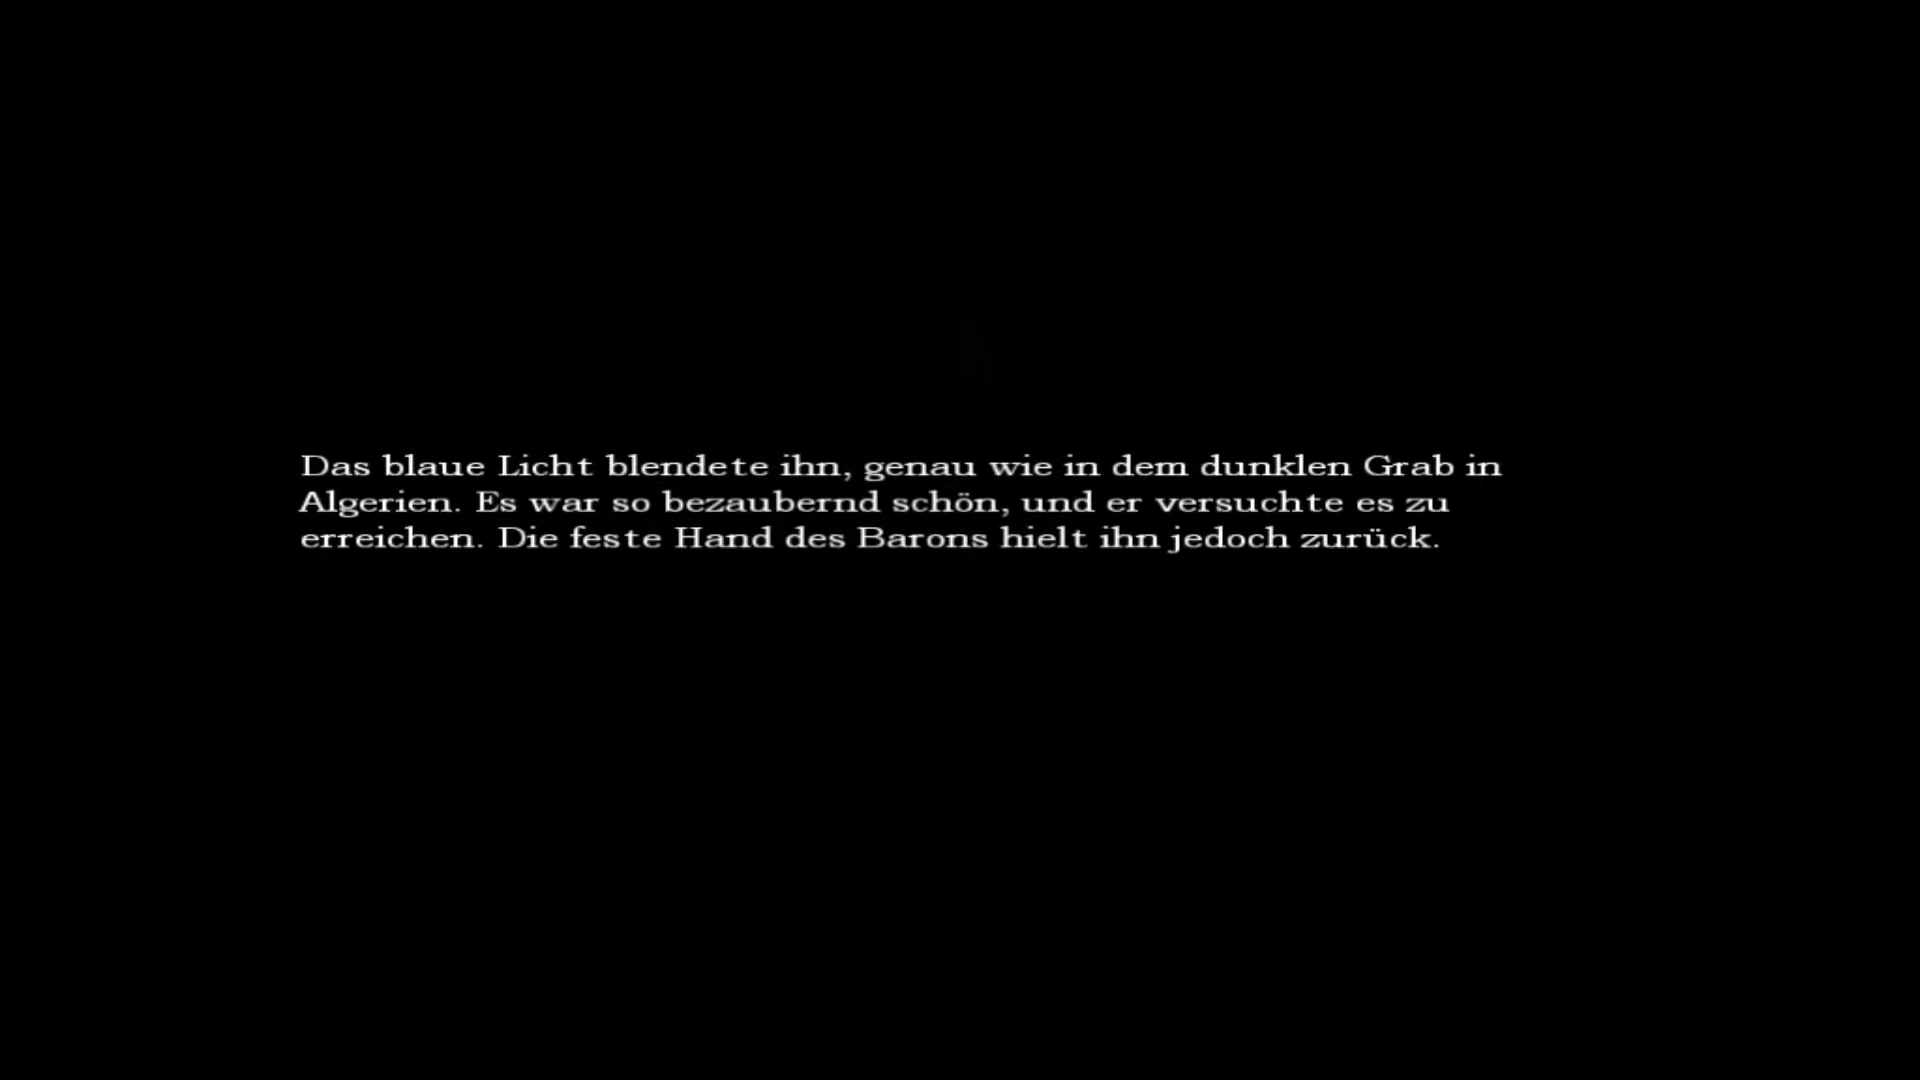 Das blaue Licht blendete ihn, genau wie in dem dunklen Grab in
Algerien. Es war so bezaubernd schön, und er versuchte es zu
erreichen. Die feste Hand des Barons hielt ihn jedoch zurück.